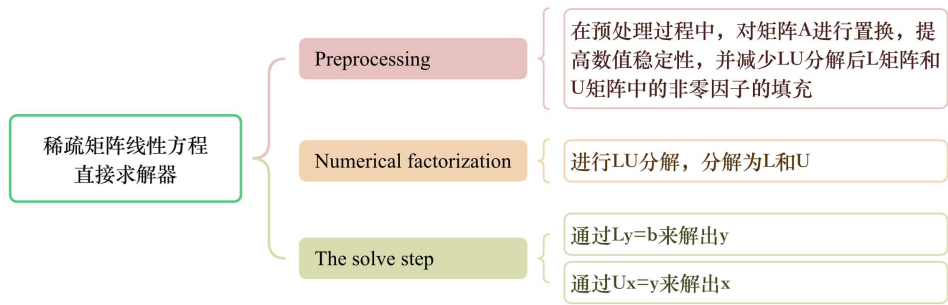 稀疏矩阵线性方程
直接求解器
Preprocessing
在预处理过程中，对矩阵A进行置换，提
高数值稳定性，并减少LU分解后L矩阵和
U矩阵中的非零因子的填充
Numerical factorization
进行LU分解，分解为L和U
The solve step
通过Ly=b来解出y
通过Ux=y来解出x